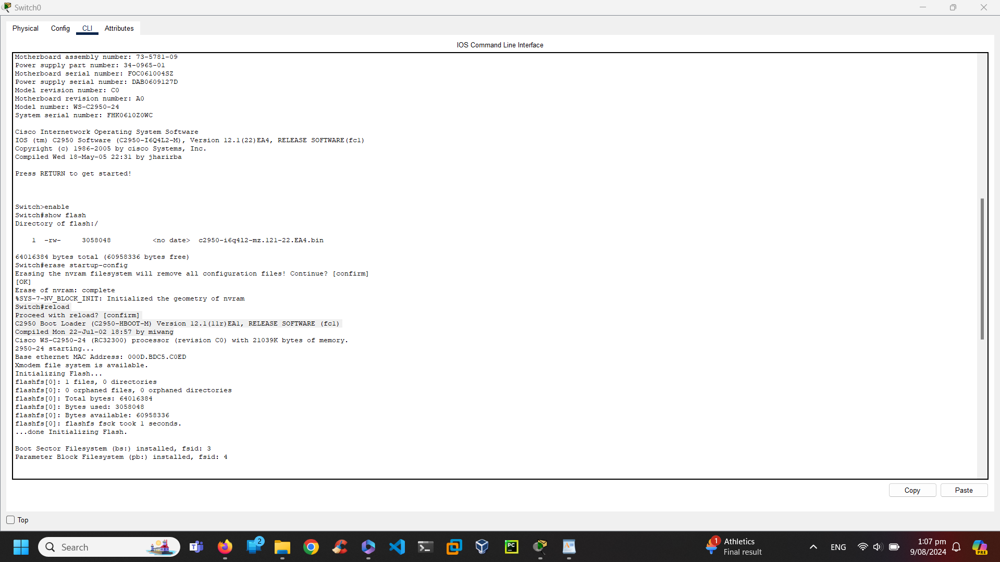 Switch0
Physical
Config
CLI
Attributes
IOS Command Line Interface
Motherboard assembly number: 73-5781-09
Power supply part number: 34-0965-01
Motherboard serial number: FOC061004SZ
Power supply serial number: DAB0609127D
Model revision number: C0
Motherboard revision number: A0
Model number: WS-C2950-24
System serial number: FHK0610Z0WC
Cisco Internetwork Operating System Software
IOS (tm) C2950 Software (C2950-I6Q4L2-M), Version 12.1(22)EA4, RELEASE SOFTWARE(fc1)
Copyright (c) 1986-2005 by cisco Systems, Inc.
Compiled Wed 18-May-05 22:31 by jharirba
Press RETURN to get started!
Switch>enable
Switch#show flash
Directory of flash:/
1 -rw- 3058048 <no date> c2950-i6q4l2-mz.121-22.EA4.bin
64016384 bytes total (60958336 bytes free)
Switch#erase startup-config
Erasing the nvram filesystem will remove all configuration files! Continue? [confirm]
[OK]
Erase of nvram: complete
%SYS-7-NV_BLOCK_INIT: Initialized the geometry of nvram
Switch#reload
Proceed with reload? [confirm]
C2950 Boot Loader (C2950-HBOOT-M) Version 12.1(11r)EA1, RELEASE SOFTWARE (fc1)
Compiled Mon 22-Jul-02 18:57 by miwang
Cisco WS-C2950-24 (RC32300) processor (revision C0) with 21039K bytes of memory.
2950-24 starting...
Base ethernet MAC Address: 000D.BDC5.C0ED
Xmodem file system is available.
Initializing Flash...
flashfs[0]: 1 files, 0 directories
flashfs[0]: 0 orphaned files, 0 orphaned directories
flashfs[0]: Total bytes: 64016384
flashfs[0]: Bytes used: 3058048
flashfs[0]: Bytes available: 60958336
flashfs[0]: flashfs fsck took 1 seconds.
...done Initializing Flash.
Boot Sector Filesystem (bs:) installed, fsid: 3
Parameter Block Filesystem (pb:) installed, fsid: 4
Copy
Paste
Top
Search
2
PC
1
Athletics
Final result
ENG
1:07 pm
9/08/2024
PRE